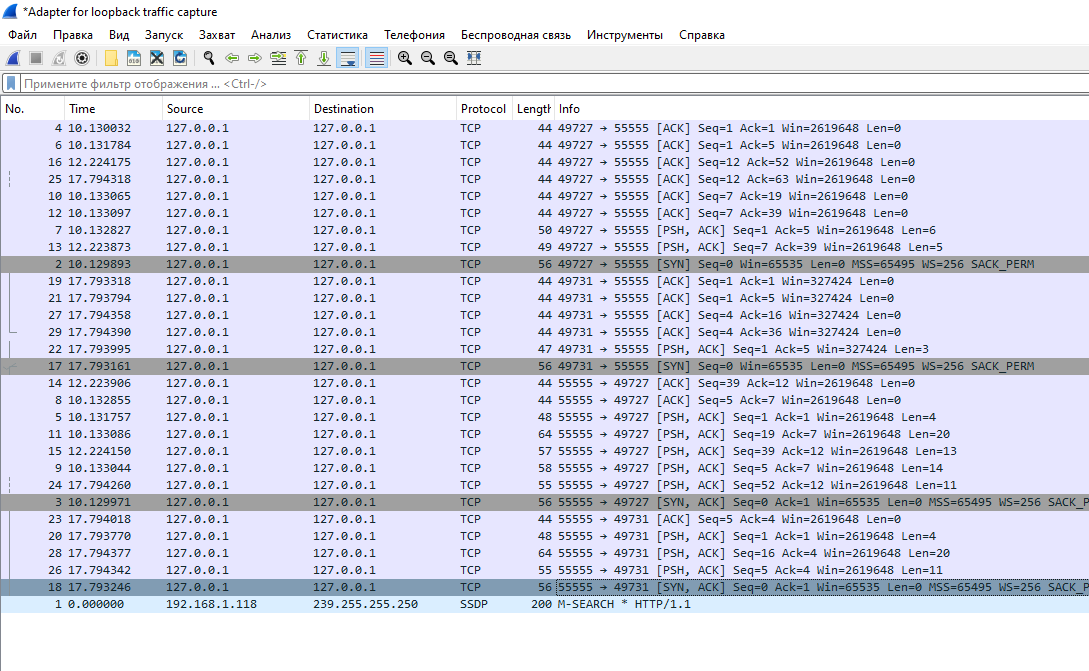 *Adapter for loopback traffic capture
Файл Правка Вид Запуск Захват Анализ Статистика Телефония Беспроводная связь Инструменты Справка
Примените фильтр отображения ... <Ctrl-/>
No. Time Source Destination Protocol Length Info
4 10.130032 127.0.0.1 127.0.0.1 TCP 44 49727 → 55555 [ACK] Seq=1 Ack=1 Win=2619648 Len=0
6 10.131784 127.0.0.1 127.0.0.1 TCP 44 49727 → 55555 [ACK] Seq=1 Ack=5 Win=2619648 Len=0
16 12.224175 127.0.0.1 127.0.0.1 TCP 44 49727 → 55555 [ACK] Seq=12 Ack=52 Win=2619648 Len=0
25 17.794318 127.0.0.1 127.0.0.1 TCP 44 49727 → 55555 [ACK] Seq=12 Ack=63 Win=2619648 Len=0
10 10.133065 127.0.0.1 127.0.0.1 TCP 44 49727 → 55555 [ACK] Seq=7 Ack=19 Win=2619648 Len=0
12 10.133097 127.0.0.1 127.0.0.1 TCP 44 49727 → 55555 [ACK] Seq=7 Ack=39 Win=2619648 Len=0
7 10.132827 127.0.0.1 127.0.0.1 TCP 50 49727 → 55555 [PSH, ACK] Seq=1 Ack=5 Win=2619648 Len=6
13 12.223873 127.0.0.1 127.0.0.1 TCP 49 49727 → 55555 [PSH, ACK] Seq=7 Ack=39 Win=2619648 Len=5
2 10.129893 127.0.0.1 127.0.0.1 TCP 56 49727 → 55555 [SYN] Seq=0 Win=65535 Len=0 MSS=65495 WS=256 SACK_PERM
19 17.793318 127.0.0.1 127.0.0.1 TCP 44 49731 → 55555 [ACK] Seq=1 Ack=1 Win=327424 Len=0
21 17.793794 127.0.0.1 127.0.0.1 TCP 44 49731 → 55555 [ACK] Seq=1 Ack=5 Win=327424 Len=0
27 17.794358 127.0.0.1 127.0.0.1 TCP 44 49731 → 55555 [ACK] Seq=4 Ack=16 Win=327424 Len=0
29 17.794390 127.0.0.1 127.0.0.1 TCP 44 49731 → 55555 [ACK] Seq=4 Ack=36 Win=327424 Len=0
22 17.793995 127.0.0.1 127.0.0.1 TCP 47 49731 → 55555 [PSH, ACK] Seq=1 Ack=5 Win=327424 Len=3
17 17.793161 127.0.0.1 127.0.0.1 TCP 56 49731 → 55555 [SYN] Seq=0 Win=65535 Len=0 MSS=65495 WS=256 SACK_PERM
14 12.223906 127.0.0.1 127.0.0.1 TCP 44 55555 → 49727 [ACK] Seq=39 Ack=12 Win=2619648 Len=0
8 10.132855 127.0.0.1 127.0.0.1 TCP 44 55555 → 49727 [ACK] Seq=5 Ack=7 Win=2619648 Len=0
5 10.131757 127.0.0.1 127.0.0.1 TCP 48 55555 → 49727 [PSH, ACK] Seq=1 Ack=1 Win=2619648 Len=4
11 10.133086 127.0.0.1 127.0.0.1 TCP 64 55555 → 49727 [PSH, ACK] Seq=19 Ack=7 Win=2619648 Len=20
15 12.224150 127.0.0.1 127.0.0.1 TCP 57 55555 → 49727 [PSH, ACK] Seq=39 Ack=12 Win=2619648 Len=13
9 10.133044 127.0.0.1 127.0.0.1 TCP 58 55555 → 49727 [PSH, ACK] Seq=5 Ack=7 Win=2619648 Len=14
24 17.794260 127.0.0.1 127.0.0.1 TCP 55 55555 → 49727 [PSH, ACK] Seq=52 Ack=12 Win=2619648 Len=11
3 10.129971 127.0.0.1 127.0.0.1 TCP 56 55555 → 49727 [SYN, ACK] Seq=0 Ack=1 Win=65535 Len=0 MSS=65495 WS=256 SACK_P
23 17.794018 127.0.0.1 127.0.0.1 TCP 44 55555 → 49731 [ACK] Seq=5 Ack=4 Win=2619648 Len=0
20 17.793770 127.0.0.1 127.0.0.1 TCP 48 55555 → 49731 [PSH, ACK] Seq=1 Ack=1 Win=2619648 Len=4
28 17.794377 127.0.0.1 127.0.0.1 TCP 64 55555 → 49731 [PSH, ACK] Seq=16 Ack=4 Win=2619648 Len=20
26 17.794342 127.0.0.1 127.0.0.1 TCP 55 55555 → 49731 [PSH, ACK] Seq=5 Ack=4 Win=2619648 Len=11
18 17.793246 127.0.0.1 127.0.0.1 TCP 56 55555 → 49731 [SYN, ACK] Seq=0 Ack=1 Win=65535 Len=0 MSS=65495 WS=256 SACK_P
1 0.000000 192.168.1.118 239.255.255.250 SSDP 200 M-SEARCH * HTTP/1.1